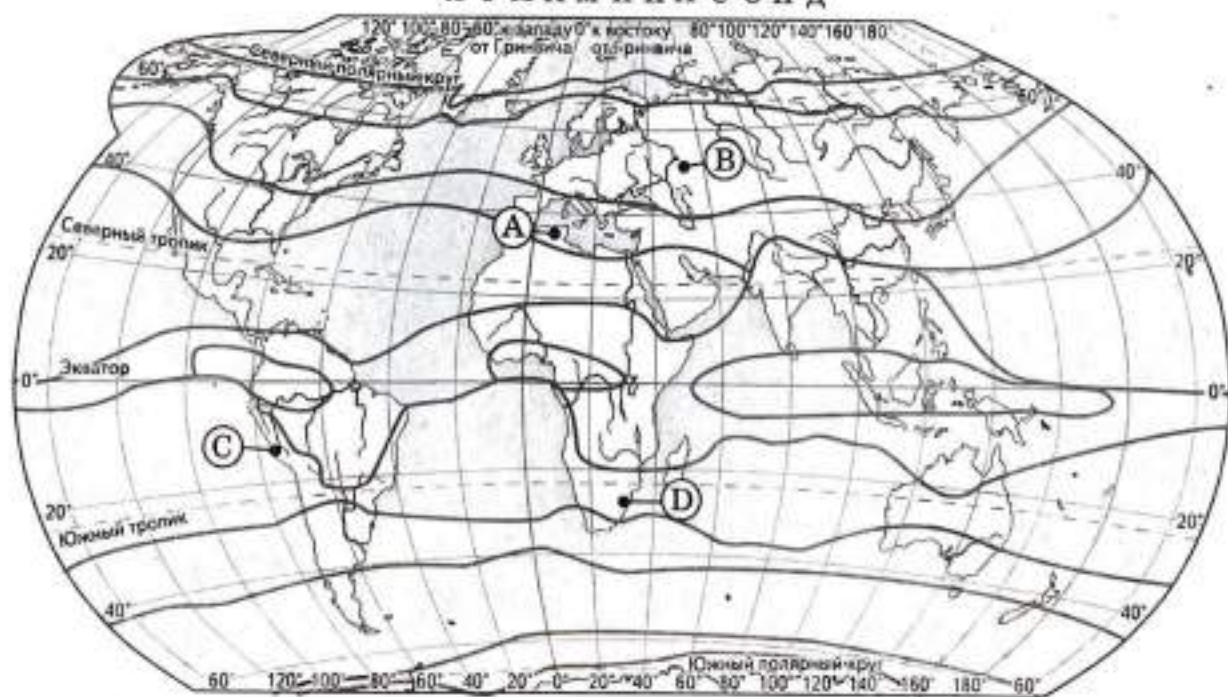 120° 100° 80° 60° к западу 0° к востоку 80° 100° 120° 140° 160° 180°
от Гринвича от Гринвича
Северный полярный круг
60°
60°
B
40°
40°
A
Северный тропик
20°
20°
Экватор
0°
0°
C
D
20°
20°
Южный тропик
40°
40°
Южный полярный круг
60° 120° 100° 80° 60° 40° 20° 0° 20° 40° 60° 80° 100° 120° 140° 160° 60°